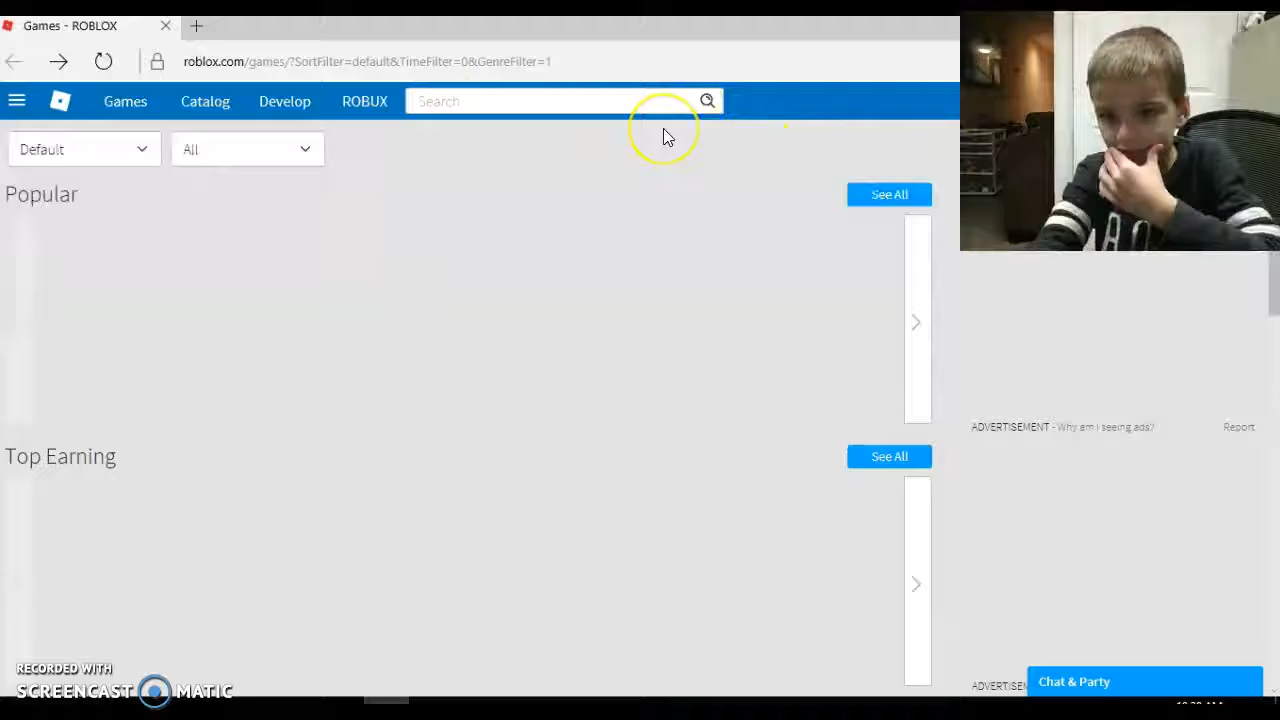 Games - ROBLOX
roblox.com/games/?SortFilter=default&TimeFilter=0&GenreFilter=1
Games Catalog Develop ROBUX Search
Default All
Popular See All
ADVERTISEMENT - Why am I seeing ads? Report
Top Earning See All
RECORDED WITH
SCREENCAST MATIC
Chat & Party